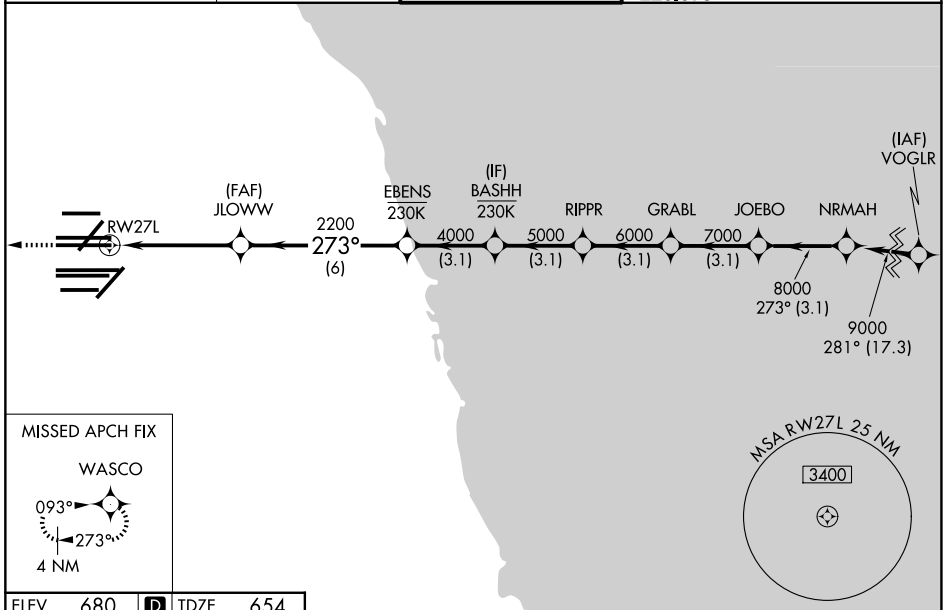 (IAF)
VOGLR
(FAF)
JLOWW
EBENS
230K
(IF)
BASHH
230K
RIPPR
GRABL
JOEBO
NRMAH
RW27L
2200
273°
(6)
4000
(3.1)
5000
(3.1)
6000
(3.1)
7000
(3.1)
8000
273° (3.1)
9000
281° (17.3)
MISSED APCH FIX
WASCO
093°
273°
4 NM
MSA RW27L 25 NM
3400
ELEV 680 D TDZE 654